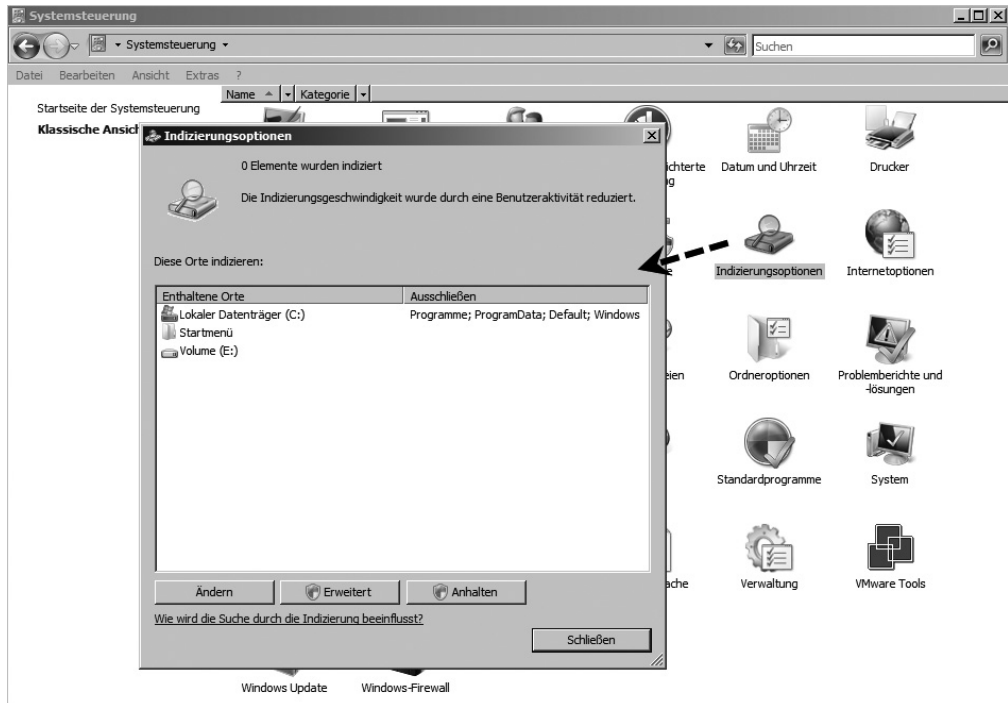 Systemsteuerung
Systemsteuerung
Suchen
Datei Bearbeiten Ansicht Extras ?
Name Kategorie
Startseite der Systemsteuerung
Klassische Ansich
Indizierungsoptionen
0 Elemente wurden indiziert
Die Indizierungsgeschwindigkeit wurde durch eine Benutzeraktivität reduziert.
Diese Orte indizieren:
Enthaltene Orte Ausschließen
Lokaler Datenträger (C:) Programme; ProgramData; Default; Windows
Startmenü
Volume (E:)
Ändern Erweitert Anhalten
Wie wird die Suche durch die Indizierung beeinflusst?
Schließen
ichterte Datum und Uhrzeit Drucker
Indizierungsoptionen Internetoptionen
eien Ordneroptionen Problemberichte und
-lösungen
Standardprogramme System
ache Verwaltung VMware Tools
Windows Update Windows-Firewall